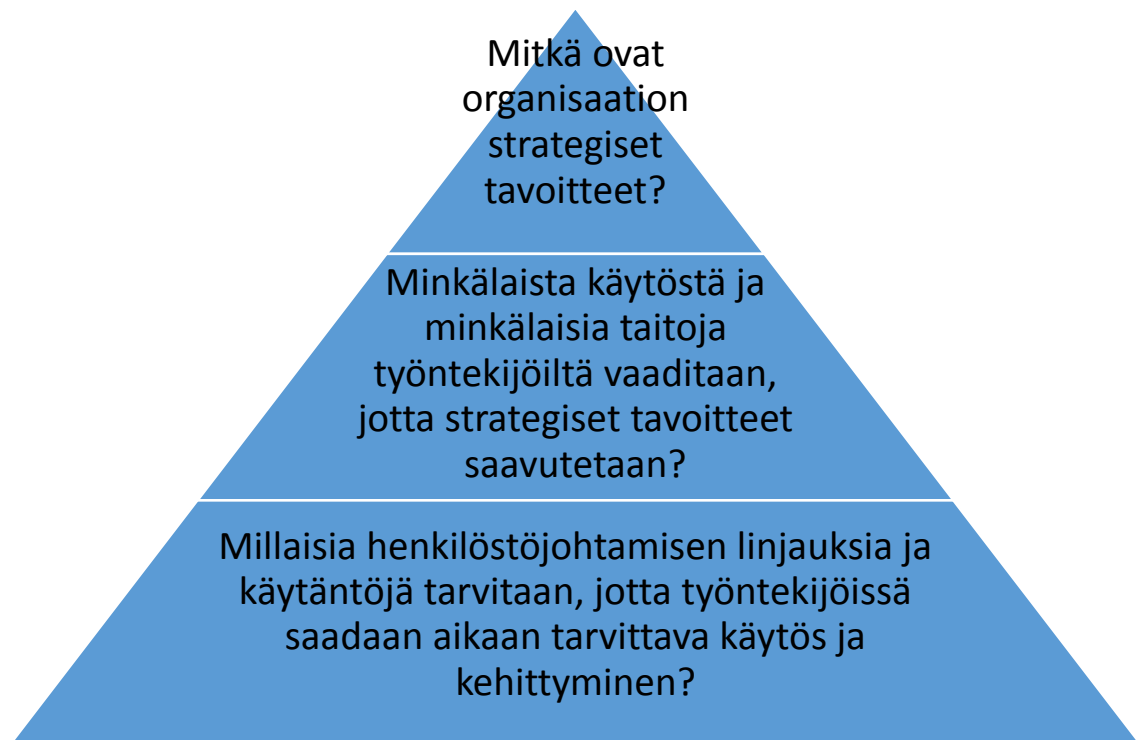 Mitkä ovat
organisaation
strategiset
tavoitteet?
Minkälaista käytöstä ja
minkälaisia taitoja
työntekijöiltä vaaditaan,
jotta strategiset tavoitteet
saavutetaan?
Millaisia henkilöstöjohtamisen linjauksia ja
käytäntöjä tarvitaan, jotta työntekijöissä
saadaan aikaan tarvittava käytös ja
kehittyminen?